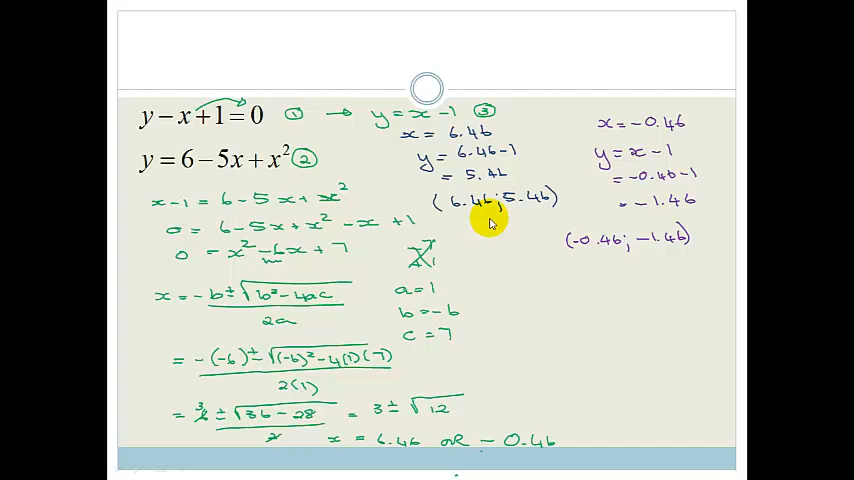 y − x + 1 = 0 ① → y = x − 1 ③
y = 6 − 5x + x² ②
x − 1 = 6 − 5x + x²
0 = 6 − 5x + x² − x + 1
0 = x² − 6x + 7
x = −b ± √b² − 4ac
2a
a = 1
b = −6
c = 7
= −(−6) ± √(−6)² − 4(1)(7)
2(1)
= 3 6 ± √36 − 28 = 3 ± √12
2
x = 6.46 OR − 0.46
x = 6.46
y = 6.46 − 1
= 5.46
(6.46; 5.46)
x = −0.46
y = x − 1
= −0.46 − 1
= −1.46
(−0.46; −1.46)